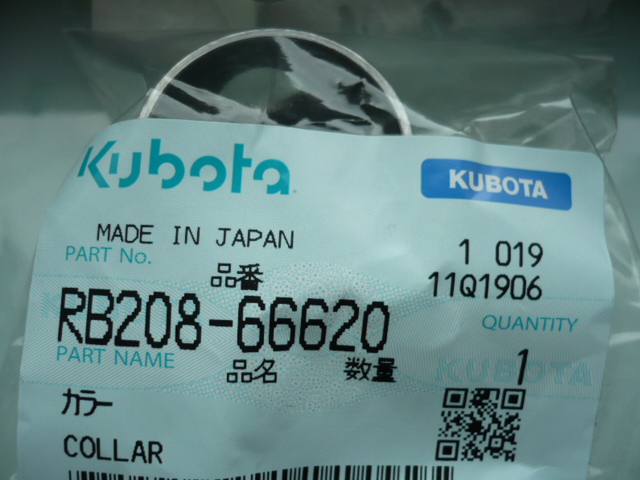 Kubota
KUBOTA
MADE IN JAPAN
1 019
PART No.
品番
11Q1906
RB208-66620
QUANTITY
PART NAME
品名
数量
1
カラー
COLLAR
KUBOTA